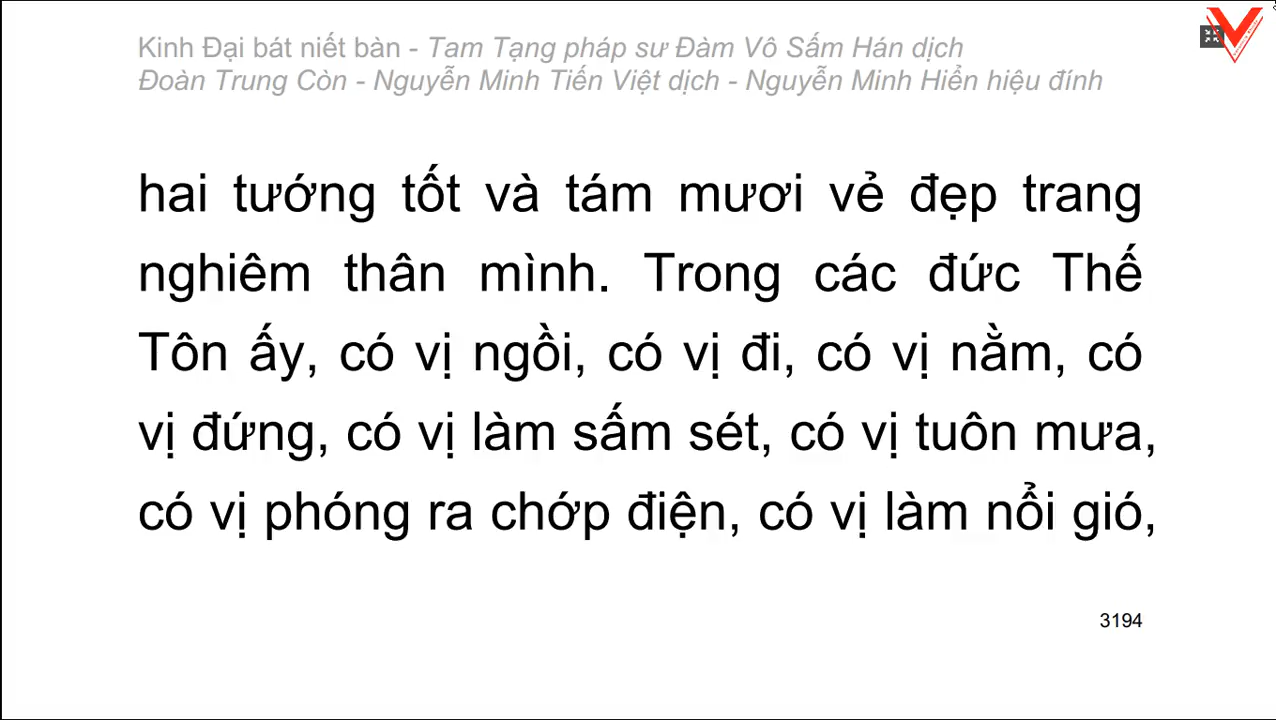 Kinh Đại bát niết bàn - Tam Tạng pháp sư Đàm Vô Sấm Hán dịch
Đoàn Trung Còn - Nguyễn Minh Tiến Việt dịch - Nguyễn Minh Hiển hiệu đính
hai tướng tốt và tám mươi vẻ đẹp trang
nghiêm thân mình. Trong các đức Thế
Tôn ấy, có vị ngồi, có vị đi, có vị nằm, có
vị đứng, có vị làm sấm sét, có vị tuôn mưa,
có vị phóng ra chớp điện, có vị làm nổi gió,
3194